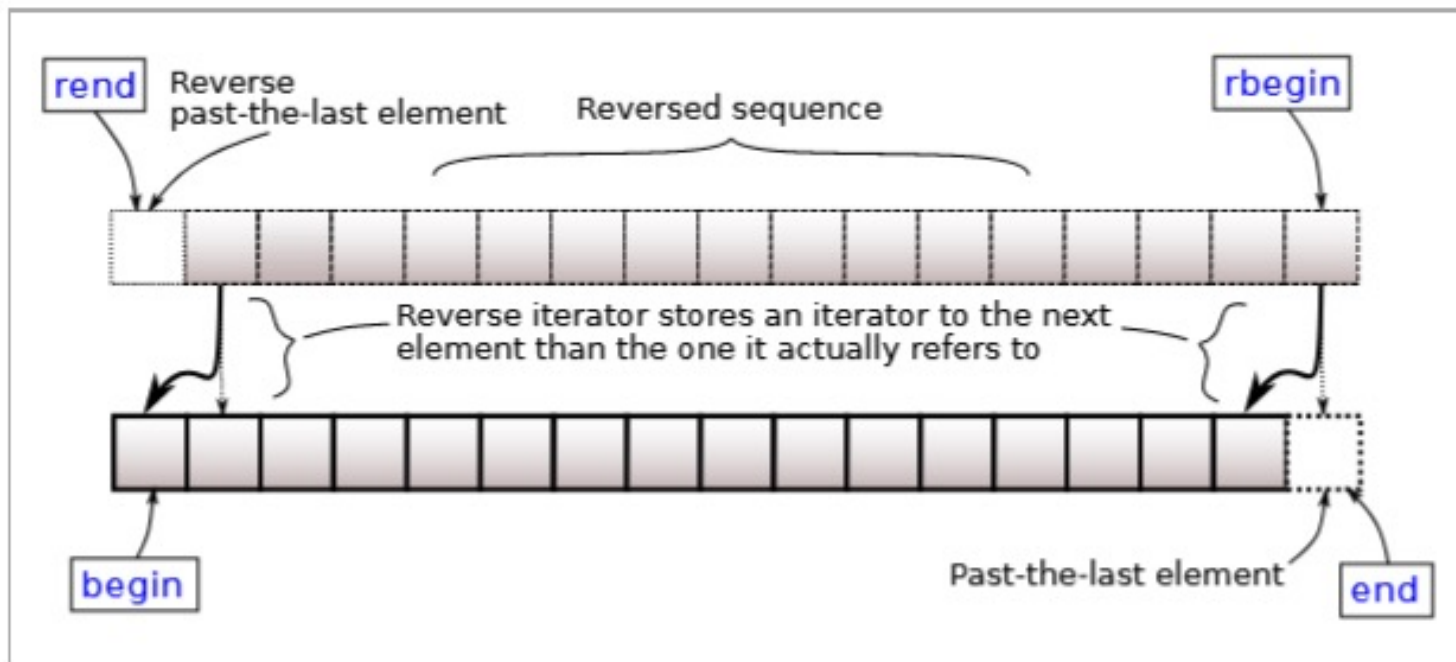 rend
Reverse
past-the-last element
Reversed sequence
rbegin
Reverse iterator stores an iterator to the next
element than the one it actually refers to
begin
Past-the-last element
end